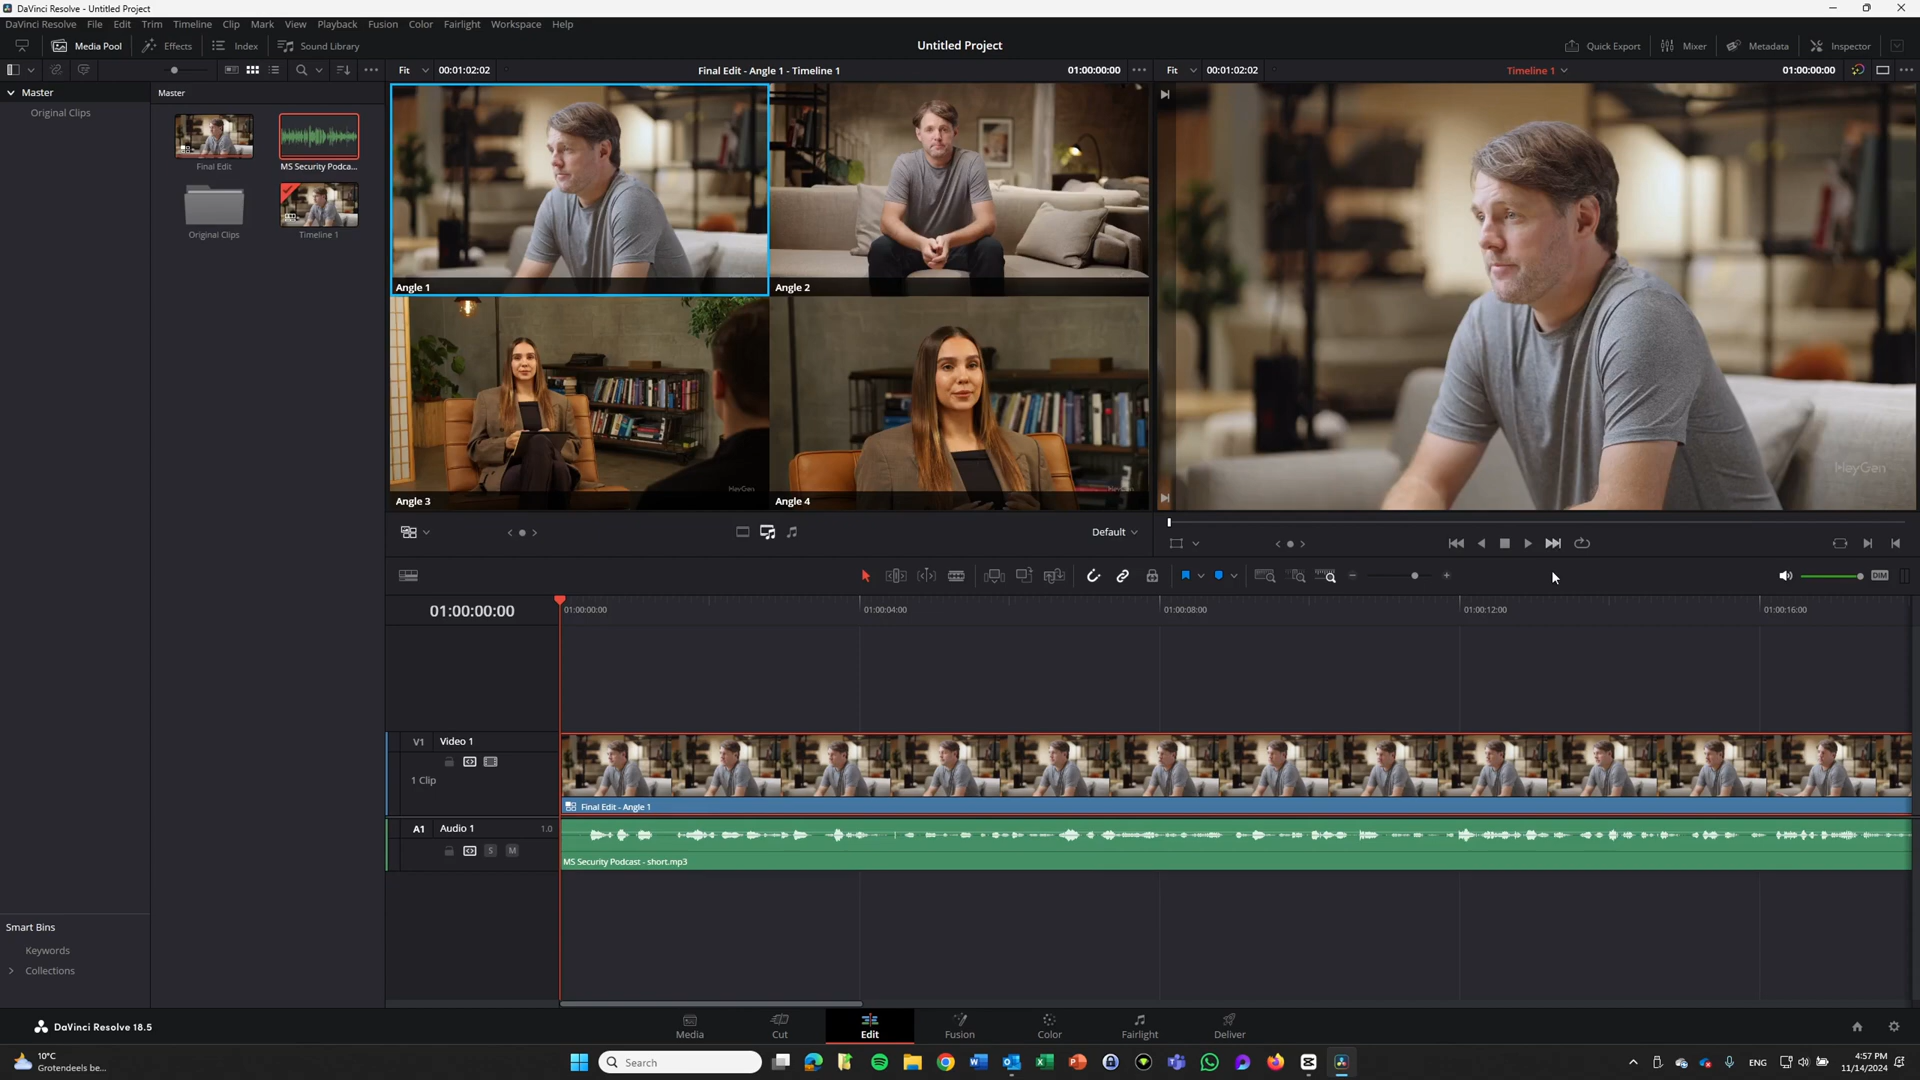 DaVinci Resolve - Untitled Project
DaVinci Resolve File Edit Trim Timeline Clip Mark View Playback Fusion Color Fairlight Workspace Help
Media Pool Effects Index Sound Library
Untitled Project
Quick Export Mixer Metadata Inspector
Fit 00:01:02:02 Final Edit - Angle 1 - Timeline 1 01:00:00:00
Fit 00:01:02:02 Timeline 1 01:00:00:00
Master
Original Clips
Master
Final Edit
MS Security Podca...
Original Clips
Timeline 1
Angle 1
Angle 2
Angle 3
HeyGen
Angle 4
HeyGen
Default
DIM
01:00:00:00
01:00:00:00 01:00:04:00 01:00:08:00 01:00:12:00 01:00:16:00
V1 Video 1
1 Clip
Final Edit - Angle 1
A1 Audio 1 1.0
S M
MS Security Podcast - short.mp3
Smart Bins
Keywords
Collections
DaVinci Resolve 18.5
Media Cut Edit Fusion Color Fairlight Deliver
10°C
Grotendeels be...
Search
ENG
4:57 PM
11/14/2024